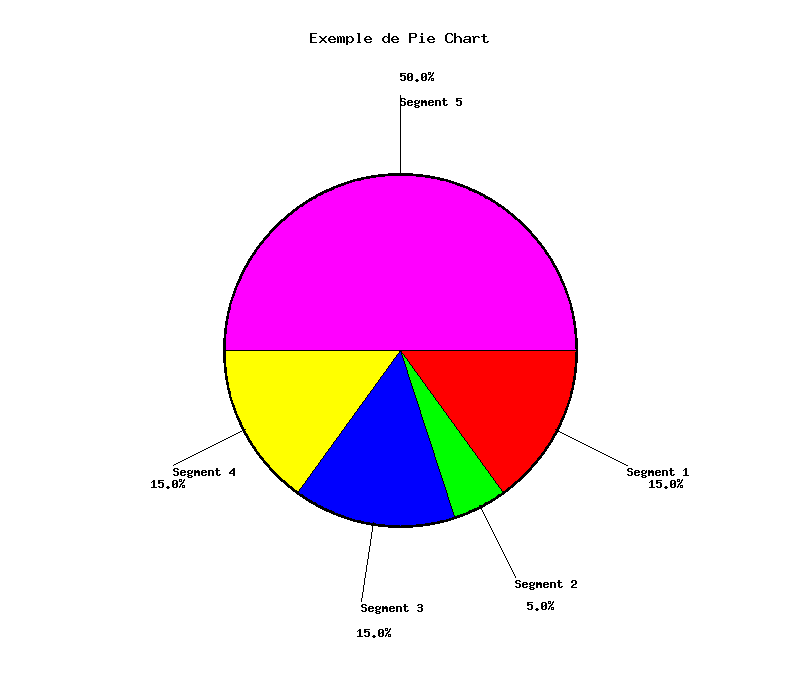 Exemple de Pie Chart
50.0%
Segment 5
Segment 4
15.0%
Segment 1
15.0%
Segment 2
5.0%
Segment 3
15.0%